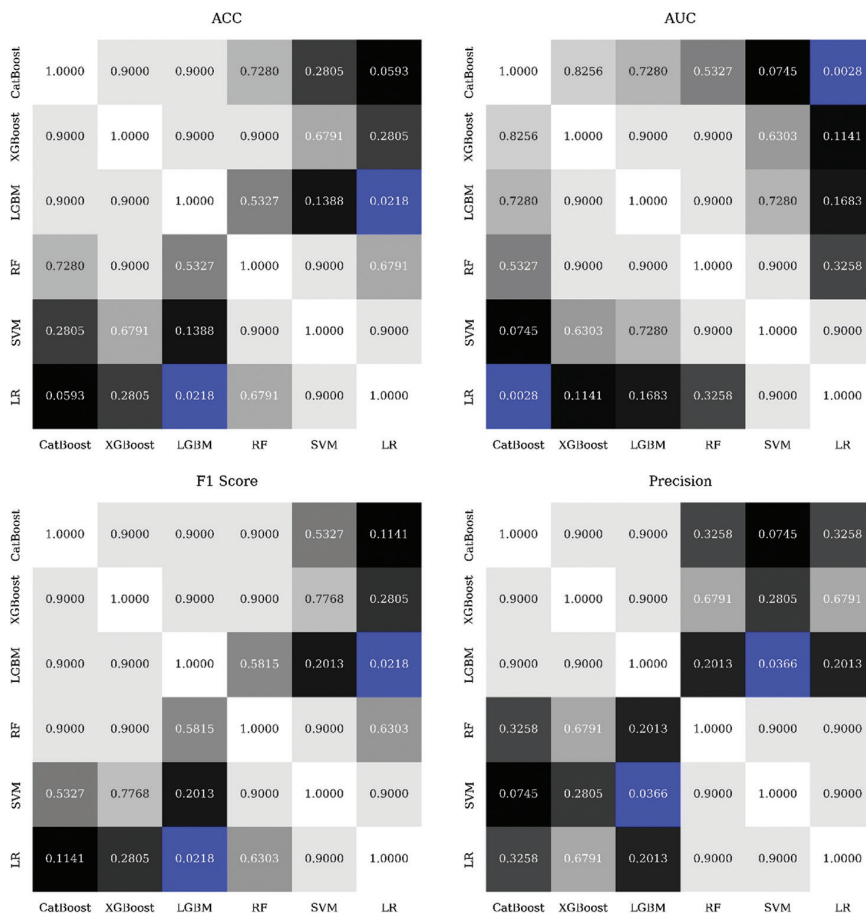 ACC
CatBoost 1.0000 0.9000 0.9000 0.7280 0.2805 0.0593
XGBoost 0.9000 1.0000 0.9000 0.9000 0.6791 0.2805
LGBM 0.9000 0.9000 1.0000 0.5327 0.1388 0.0218
RF 0.7280 0.9000 0.5327 1.0000 0.9000 0.6791
SVM 0.2805 0.6791 0.1388 0.9000 1.0000 0.9000
LR 0.0593 0.2805 0.0218 0.6791 0.9000 1.0000
CatBoost XGBoost LGBM RF SVM LR
AUC
CatBoost 1.0000 0.8256 0.7280 0.5327 0.0745 0.0028
XGBoost 0.8256 1.0000 0.9000 0.9000 0.6303 0.1141
LGBM 0.7280 0.9000 1.0000 0.9000 0.7280 0.1683
RF 0.5327 0.9000 0.9000 1.0000 0.9000 0.3258
SVM 0.0745 0.6303 0.7280 0.9000 1.0000 0.9000
LR 0.0028 0.1141 0.1683 0.3258 0.9000 1.0000
CatBoost XGBoost LGBM RF SVM LR
F1 Score
CatBoost 1.0000 0.9000 0.9000 0.9000 0.5327 0.1141
XGBoost 0.9000 1.0000 0.9000 0.9000 0.7768 0.2805
LGBM 0.9000 0.9000 1.0000 0.5815 0.2013 0.0218
RF 0.9000 0.9000 0.5815 1.0000 0.9000 0.6303
SVM 0.5327 0.7768 0.2013 0.9000 1.0000 0.9000
LR 0.1141 0.2805 0.0218 0.6303 0.9000 1.0000
CatBoost XGBoost LGBM RF SVM LR
Precision
CatBoost 1.0000 0.9000 0.9000 0.3258 0.0745 0.3258
XGBoost 0.9000 1.0000 0.9000 0.6791 0.2805 0.6791
LGBM 0.9000 0.9000 1.0000 0.2013 0.0366 0.2013
RF 0.3258 0.6791 0.2013 1.0000 0.9000 0.9000
SVM 0.0745 0.2805 0.0366 0.9000 1.0000 0.9000
LR 0.3258 0.6791 0.2013 0.9000 0.9000 1.0000
CatBoost XGBoost LGBM RF SVM LR